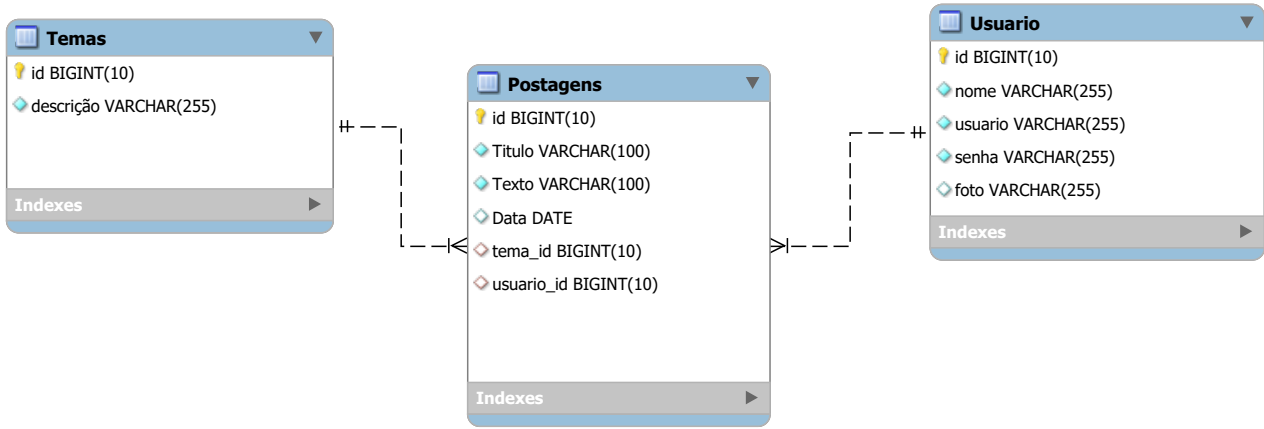 Temas
id BIGINT(10)
descrição VARCHAR(255)
Indexes
Postagens
id BIGINT(10)
Titulo VARCHAR(100)
Texto VARCHAR(100)
Data DATE
tema_id BIGINT(10)
usuario_id BIGINT(10)
Indexes
Usuario
id BIGINT(10)
nome VARCHAR(255)
usuario VARCHAR(255)
senha VARCHAR(255)
foto VARCHAR(255)
Indexes